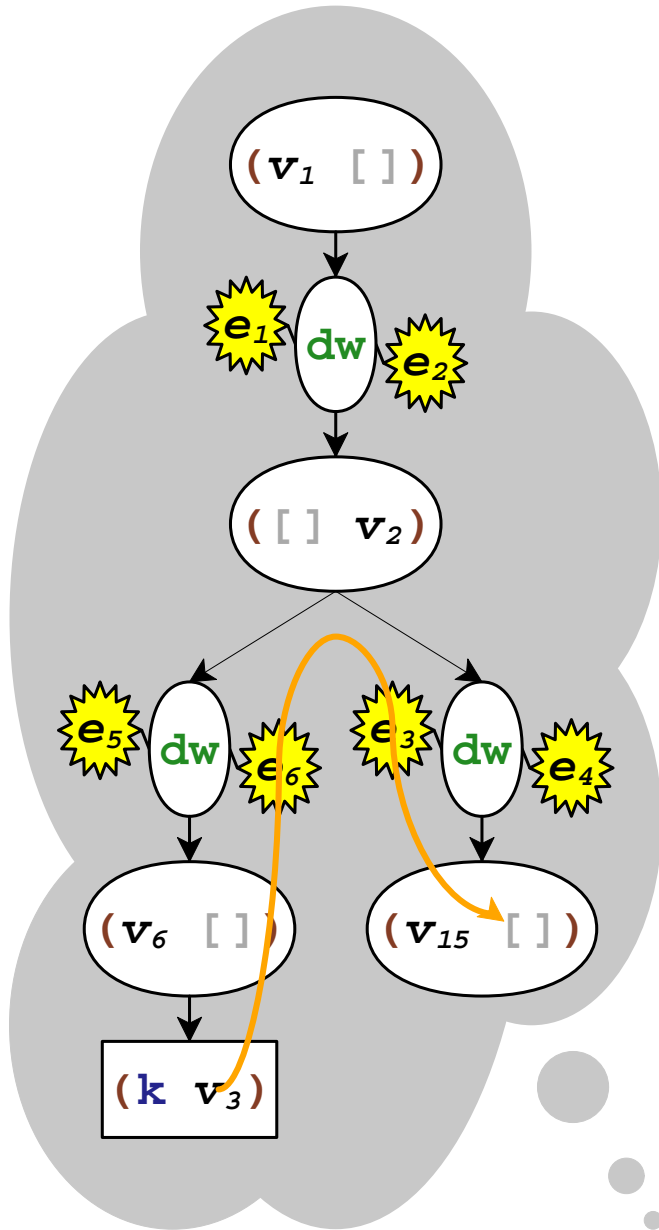 (v₁ [])
e₁ dw e₂
([] v₂)
e₅ dw e₆ e₃ dw e₄
(v₆ []) (v₁₅ [])
(k v₃)